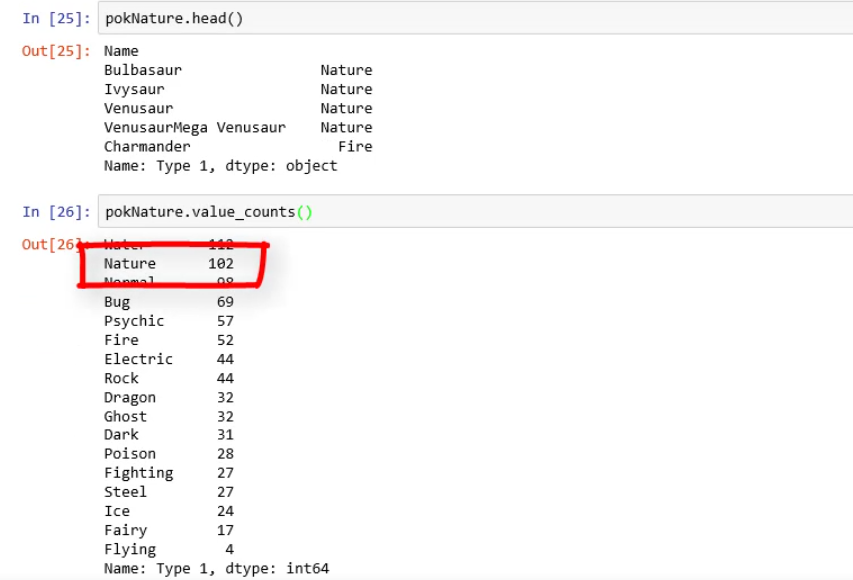 In [25]: pokNature.head()
Out[25]: Name
Bulbasaur Nature
Ivysaur Nature
Venusaur Nature
VenusaurMega Venusaur Nature
Charmander Fire
Name: Type 1, dtype: object
In [26]: pokNature.value_counts()
Out[26]: Water 112
Nature 102
Normal 98
Bug 69
Psychic 57
Fire 52
Electric 44
Rock 44
Dragon 32
Ghost 32
Dark 31
Poison 28
Fighting 27
Steel 27
Ice 24
Fairy 17
Flying 4
Name: Type 1, dtype: int64